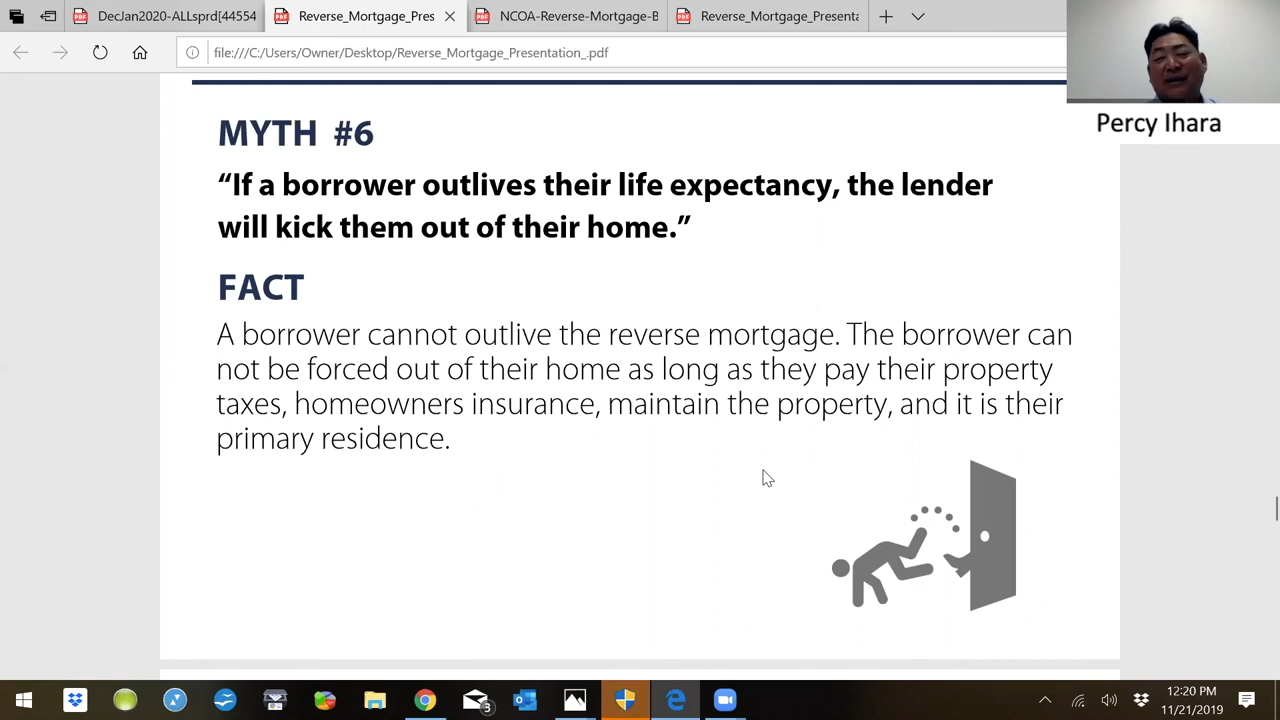 DecJan2020-ALLsprd[44554
Reverse_Mortgage_Pres
NCOA-Reverse-Mortgage-B
Reverse_Mortgage_Presenta
file:///C:/Users/Owner/Desktop/Reverse_Mortgage_Presentation_.pdf
Percy Ihara
MYTH #6
“If a borrower outlives their life expectancy, the lender
will kick them out of their home.”
FACT
A borrower cannot outlive the reverse mortgage. The borrower can
not be forced out of their home as long as they pay their property
taxes, homeowners insurance, maintain the property, and it is their
primary residence.
3
12:20 PM
11/21/2019